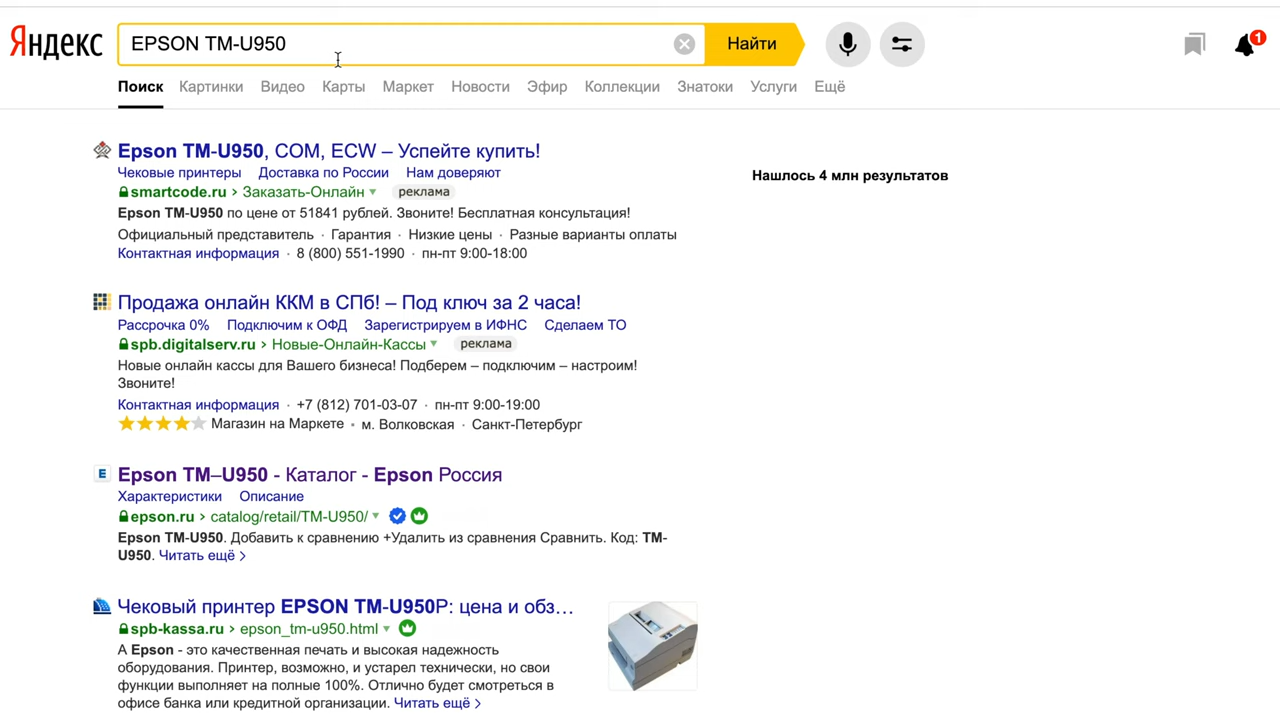 Яндекс
EPSON TM-U950
Найти
1
Поиск Картинки Видео Карты Маркет Новости Эфир Коллекции Знатоки Услуги Ещё
Epson TM-U950, COM, ECW – Успейте купить!
Чековые принтеры Доставка по России Нам доверяют
smartcode.ru > Заказать-Онлайн реклама
Epson TM-U950 по цене от 51841 рублей. Звоните! Бесплатная консультация!
Официальный представитель · Гарантия · Низкие цены · Разные варианты оплаты
Контактная информация · 8 (800) 551-1990 · пн-пт 9:00-18:00
Нашлось 4 млн результатов
Продажа онлайн ККМ в СПб! – Под ключ за 2 часа!
Рассрочка 0% Подключим к ОФД Зарегистрируем в ИФНС Сделаем ТО
spb.digitalserv.ru > Новые-Онлайн-Кассы реклама
Новые онлайн кассы для Вашего бизнеса! Подберем – подключим – настроим!
Звоните!
Контактная информация · +7 (812) 701-03-07 · пн-пт 9:00-19:00
Магазин на Маркете · м. Волковская · Санкт-Петербург
E Epson TM–U950 - Каталог - Epson Россия
Характеристики Описание
epson.ru > catalog/retail/TM-U950/
Epson TM-U950. Добавить к сравнению +Удалить из сравнения Сравнить. Код: TM-
U950. Читать ещё >
Чековый принтер EPSON TM-U950P: цена и обз...
spb-kassa.ru > epson_tm-u950.html
А Epson - это качественная печать и высокая надежность
оборудования. Принтер, возможно, и устарел технически, но свои
функции выполняет на полные 100%. Отлично будет смотреться в
офисе банка или кредитной организации. Читать ещё >